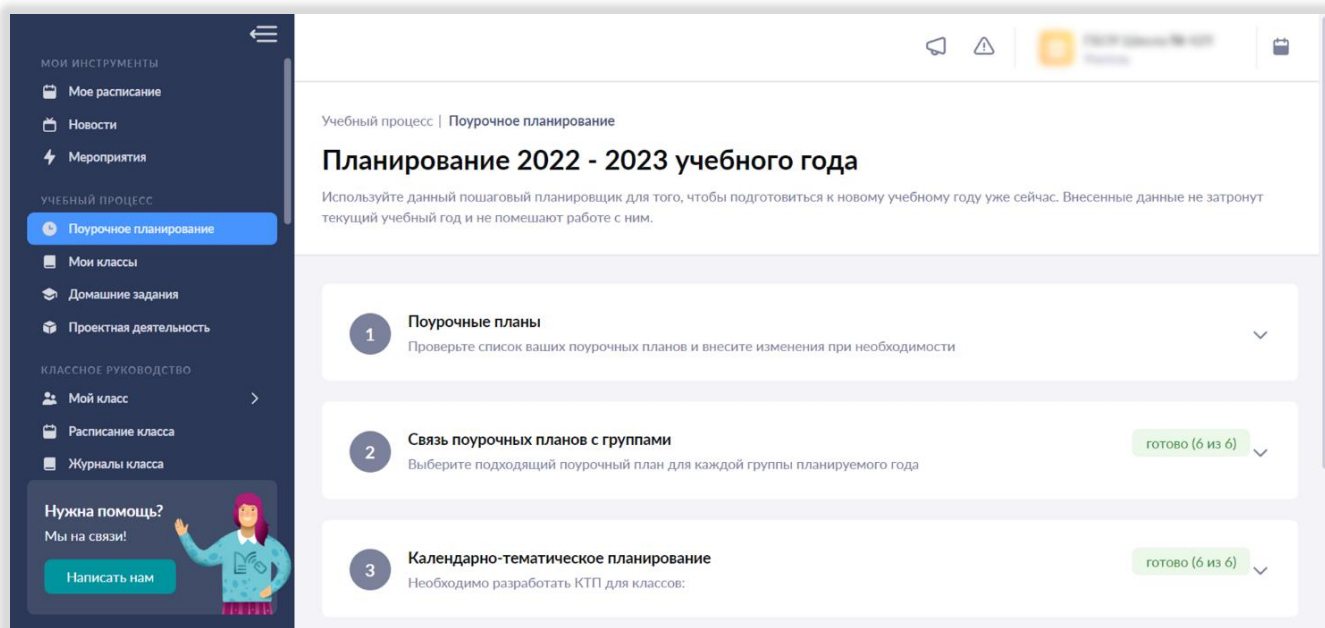 МОИ ИНСТРУМЕНТЫ
Мое расписание
Новости
Мероприятия
УЧЕБНЫЙ ПРОЦЕСС
Поурочное планирование
Мои классы
Домашние задания
Проектная деятельность
КЛАССНОЕ РУКОВОДСТВО
Мой класс
Расписание класса
Журналы класса
Нужна помощь?
Мы на связи!
Написать нам
Учебный процесс | Поурочное планирование
Планирование 2022 - 2023 учебного года
Используйте данный пошаговый планировщик для того, чтобы подготовиться к новому учебному году уже сейчас. Внесенные данные не затронут
текущий учебный год и не помешают работе с ним.
1
Поурочные планы
Проверьте список ваших поурочных планов и внесите изменения при необходимости
2
Связь поурочных планов с группами
Выберите подходящий поурочный план для каждой группы планируемого года
готово (6 из 6)
3
Календарно-тематическое планирование
Необходимо разработать КТП для классов:
готово (6 из 6)